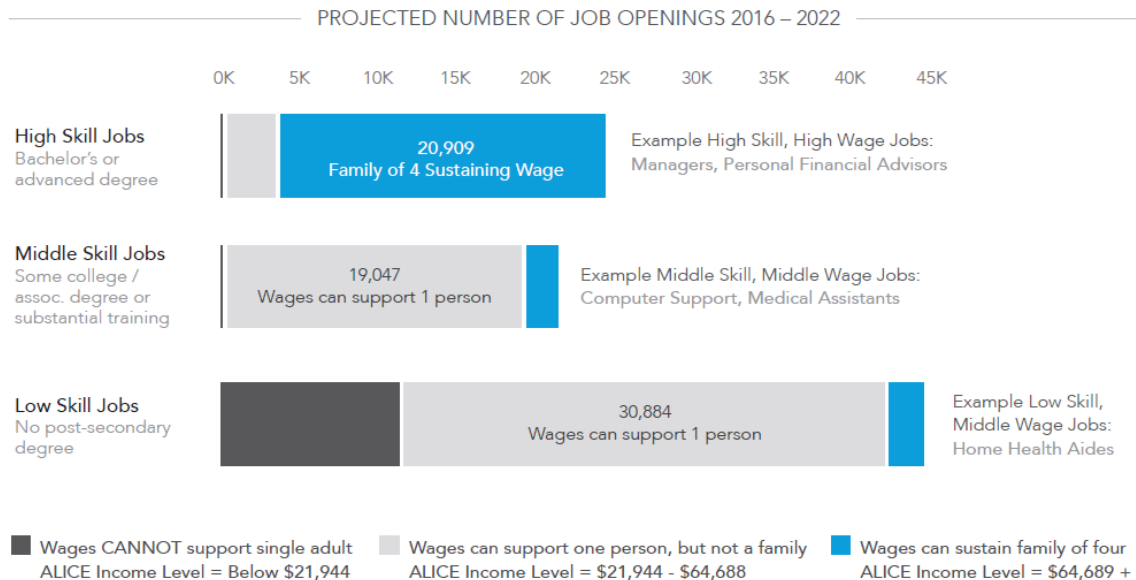 PROJECTED NUMBER OF JOB OPENINGS 2016 – 2022
0K 5K 10K 15K 20K 25K 30K 35K 40K 45K
High Skill Jobs
Bachelor's or
advanced degree
20,909
Family of 4 Sustaining Wage
Example High Skill, High Wage Jobs:
Managers, Personal Financial Advisors
Middle Skill Jobs
Some college /
assoc. degree or
substantial training
19,047
Wages can support 1 person
Example Middle Skill, Middle Wage Jobs:
Computer Support, Medical Assistants
Low Skill Jobs
No post-secondary
degree
30,884
Wages can support 1 person
Example Low Skill,
Middle Wage Jobs:
Home Health Aides
Wages CANNOT support single adult
ALICE Income Level = Below $21,944
Wages can support one person, but not a family
ALICE Income Level = $21,944 - $64,688
Wages can sustain family of four
ALICE Income Level = $64,689 +